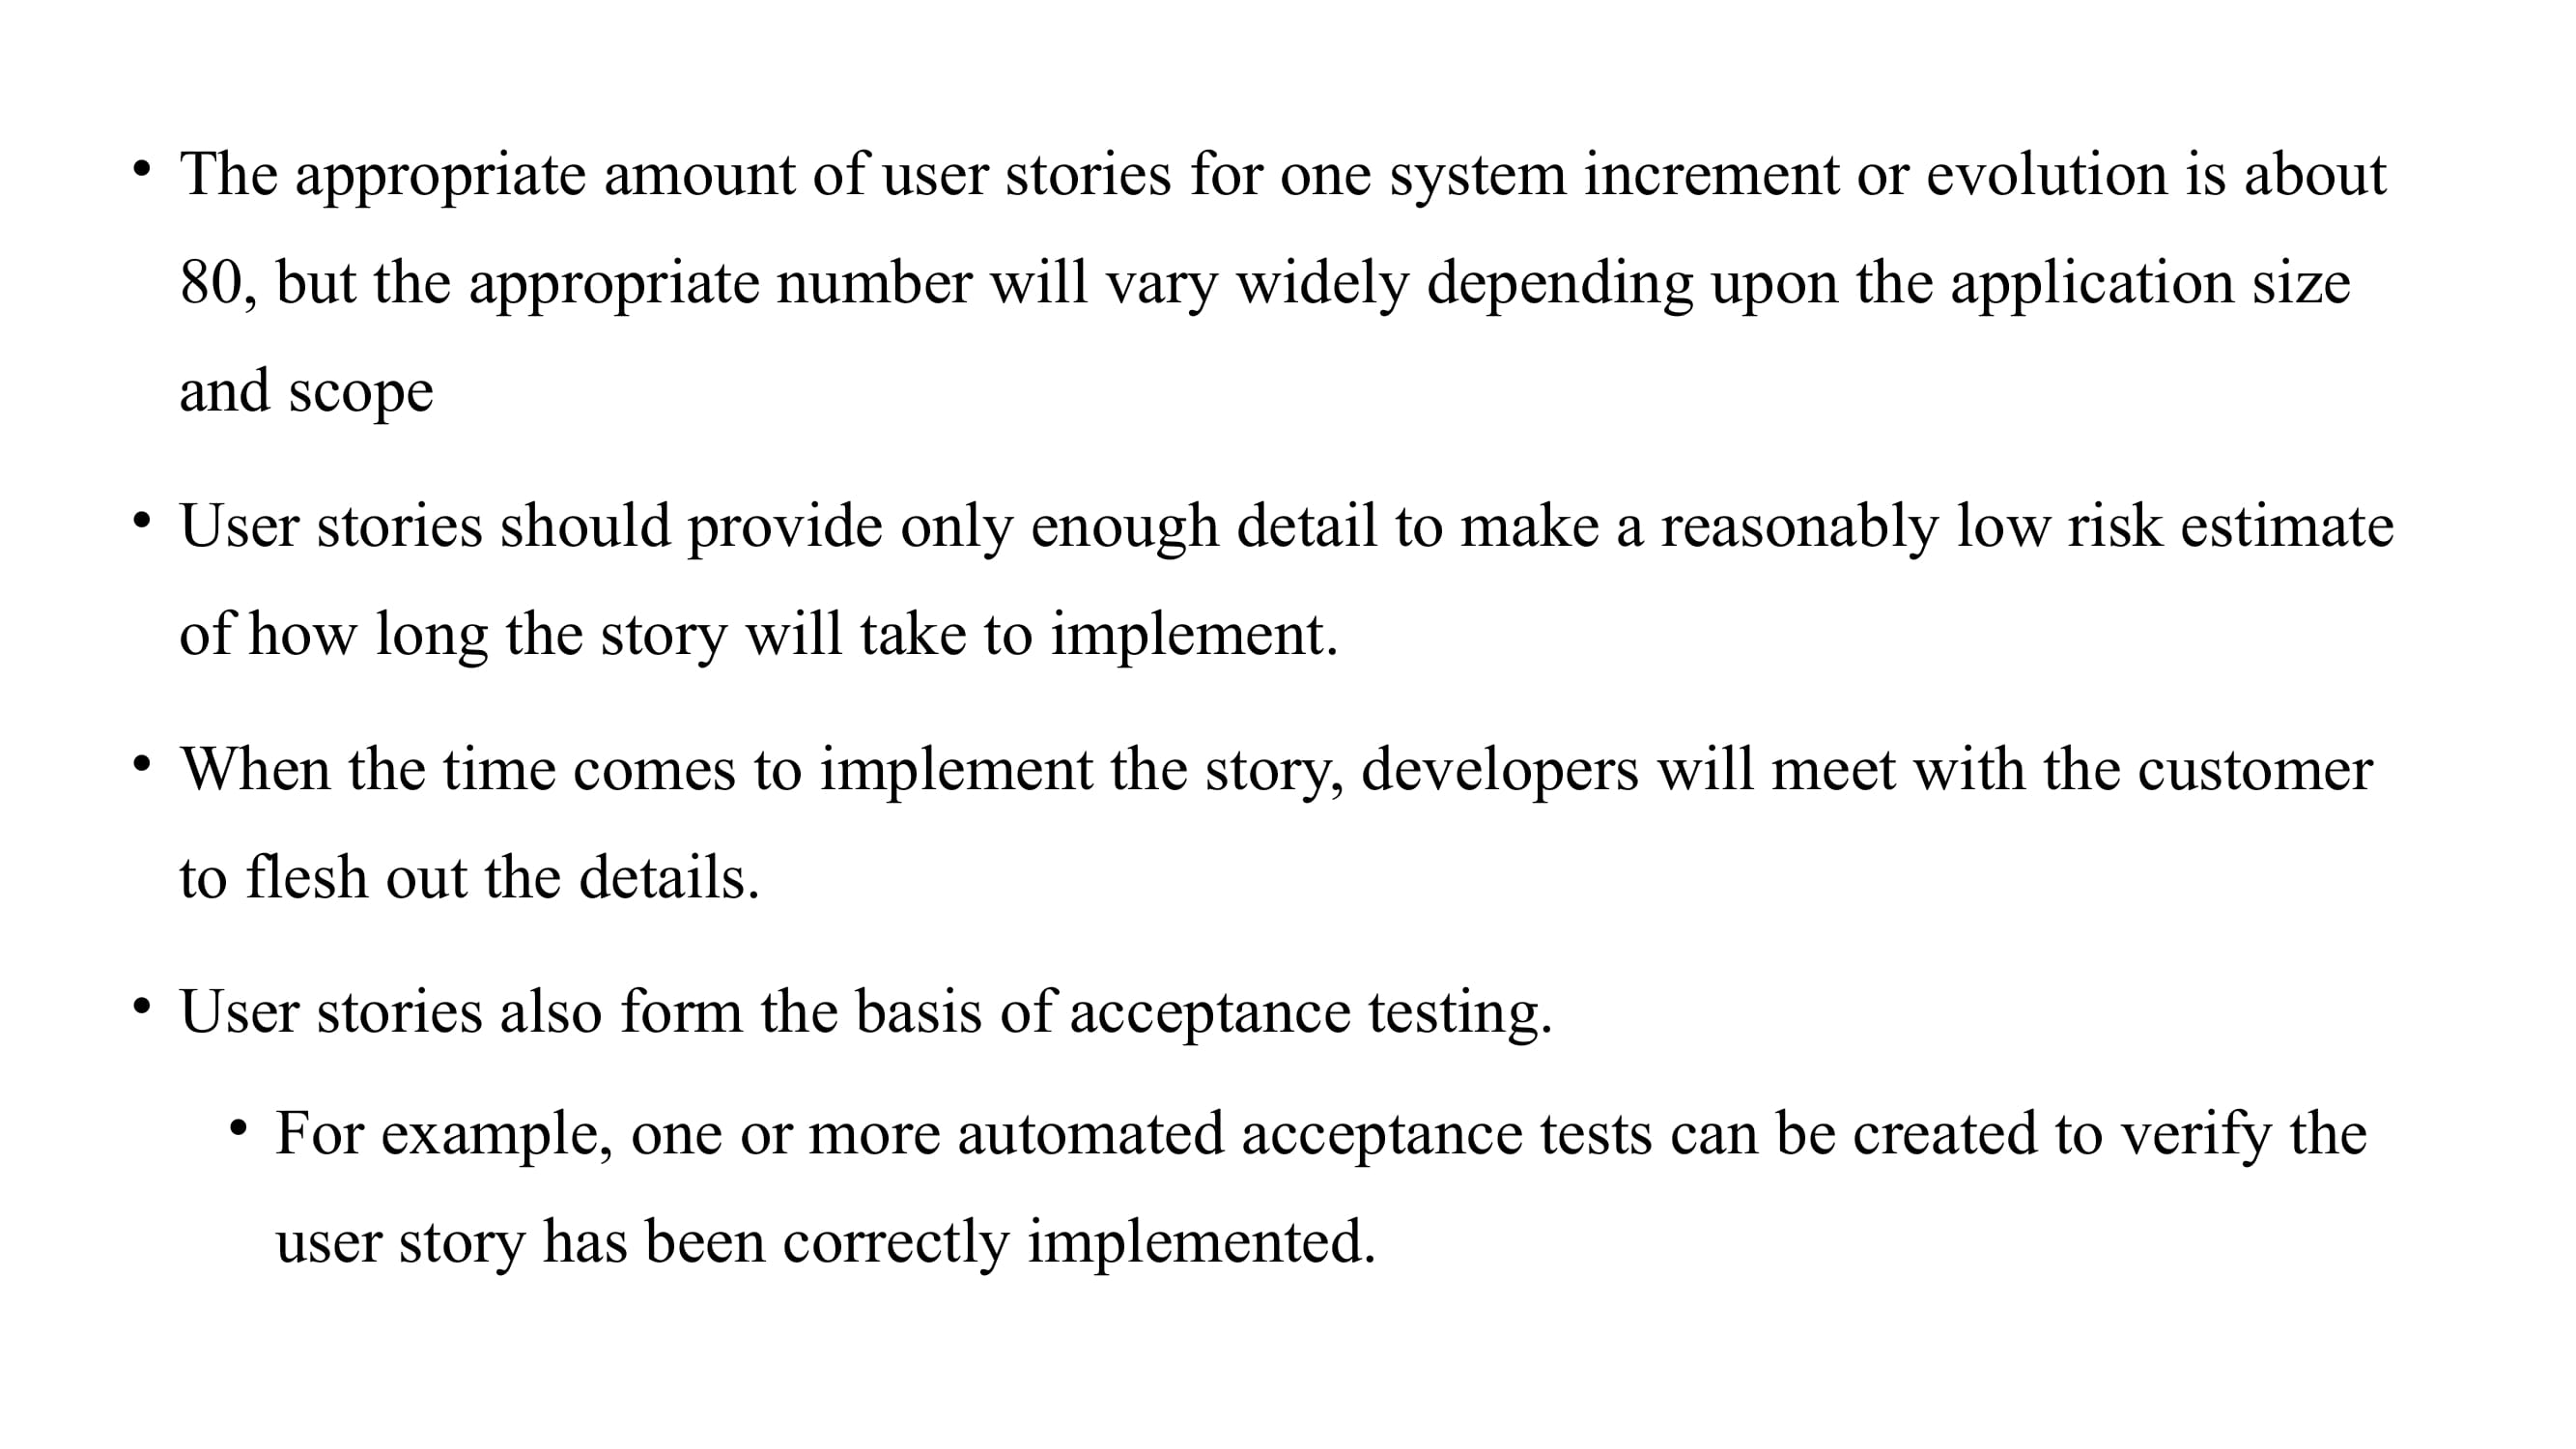 • The appropriate amount of user stories for one system increment or evolution is about
80, but the appropriate number will vary widely depending upon the application size
and scope
• User stories should provide only enough detail to make a reasonably low risk estimate
of how long the story will take to implement.
• When the time comes to implement the story, developers will meet with the customer
to flesh out the details.
• User stories also form the basis of acceptance testing.
• For example, one or more automated acceptance tests can be created to verify the
user story has been correctly implemented.